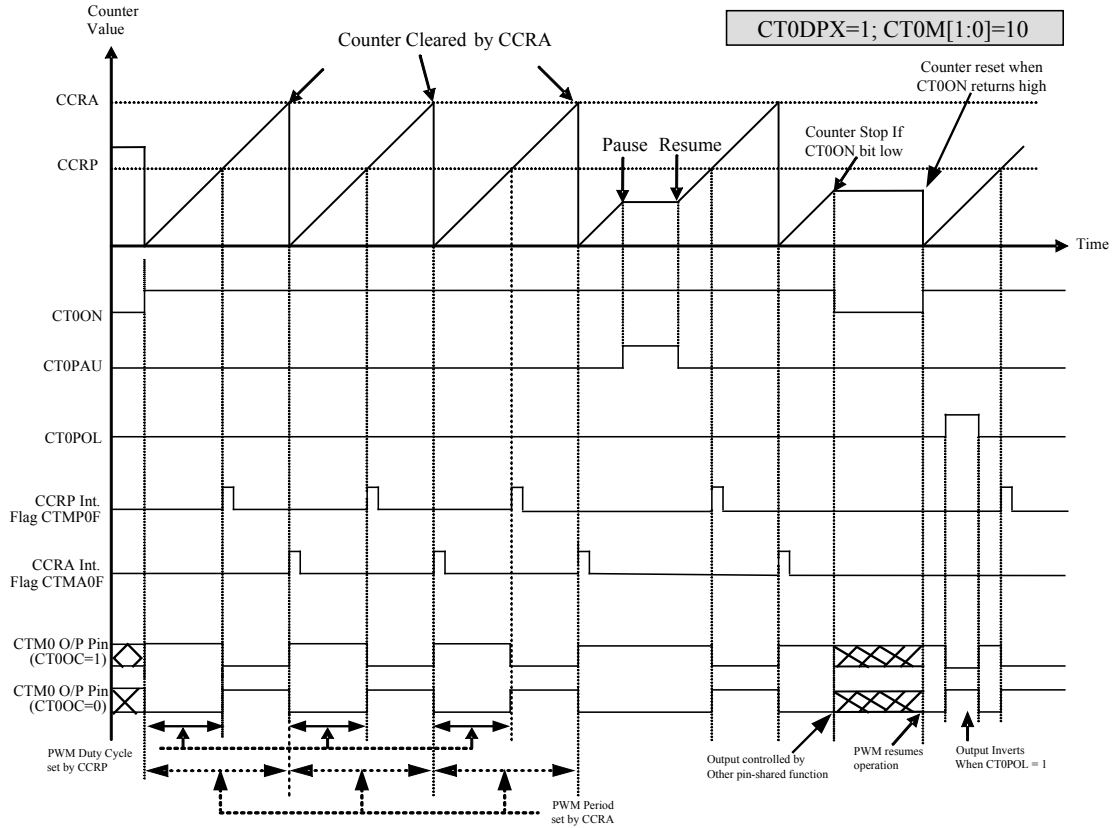 Counter
Value
CT0DPX=1; CT0M[1:0]=10
Counter Cleared by CCRA
Counter reset when
CT0ON returns high
CCRA
Counter Stop If
CT0ON bit low
Pause Resume
CCRP
Time
CT0ON
CT0PAU
CT0POL
CCRP Int.
Flag CTMP0F
CCRA Int.
Flag CTMA0F
CTM0 O/P Pin
(CT0OC=1)
CTM0 O/P Pin
(CT0OC=0)
PWM Duty Cycle
set by CCRP
Output controlled by
Other pin-shared function
PWM resumes
operation
Output Inverts
When CT0POL = 1
PWM Period
set by CCRA